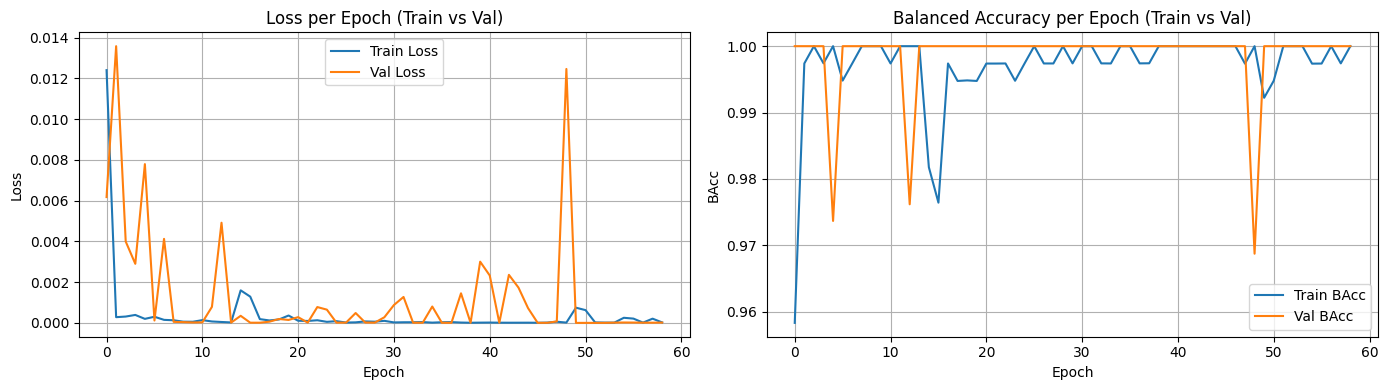 Loss per Epoch (Train vs Val)
0.014
0.012
0.010
0.008
0.006
0.004
0.002
0.000
Loss
Train Loss
Val Loss
0 10 20 30 40 50 60
Epoch
Balanced Accuracy per Epoch (Train vs Val)
1.00
0.99
0.98
0.97
0.96
BAcc
Train BAcc
Val BAcc
0 10 20 30 40 50 60
Epoch